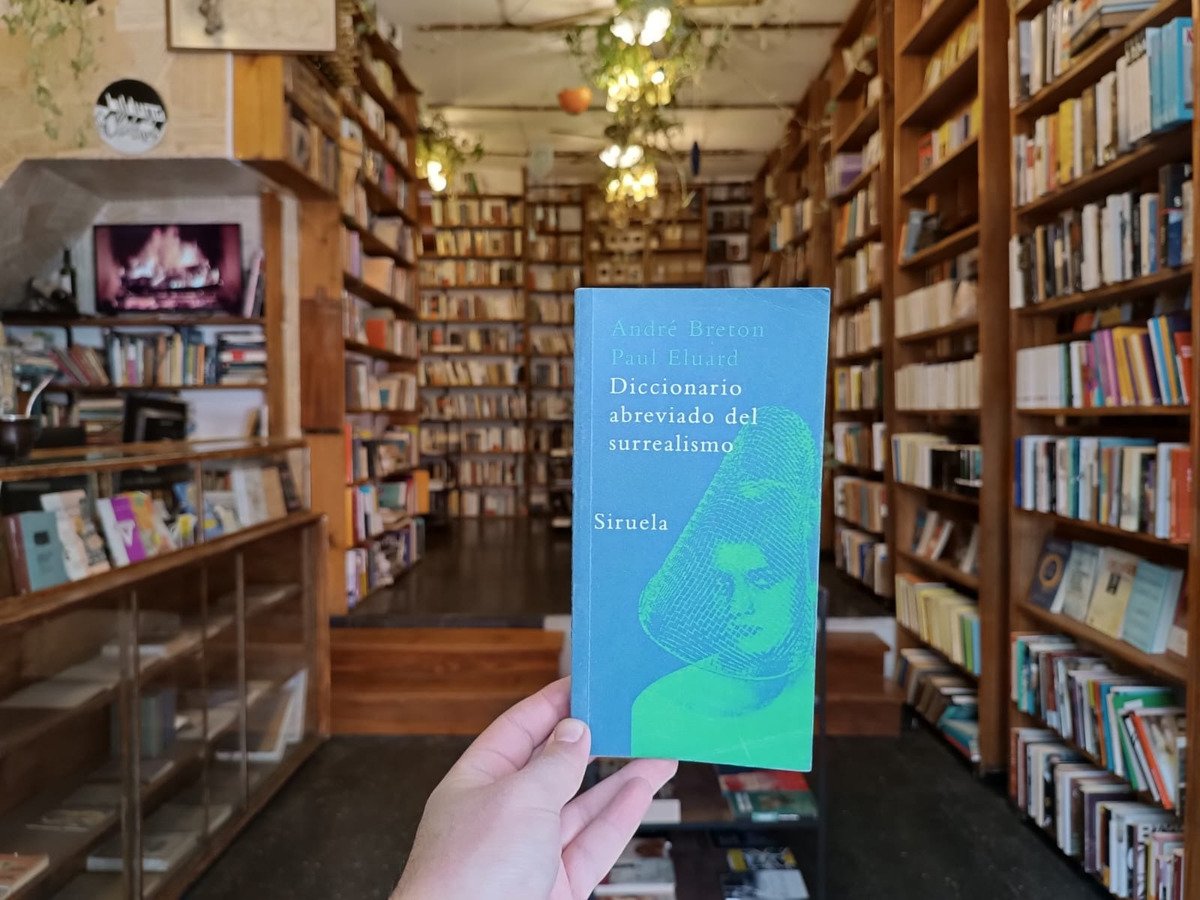 André Breton
Paul Eluard
Diccionario
abreviado del
surrealismo
Siruela